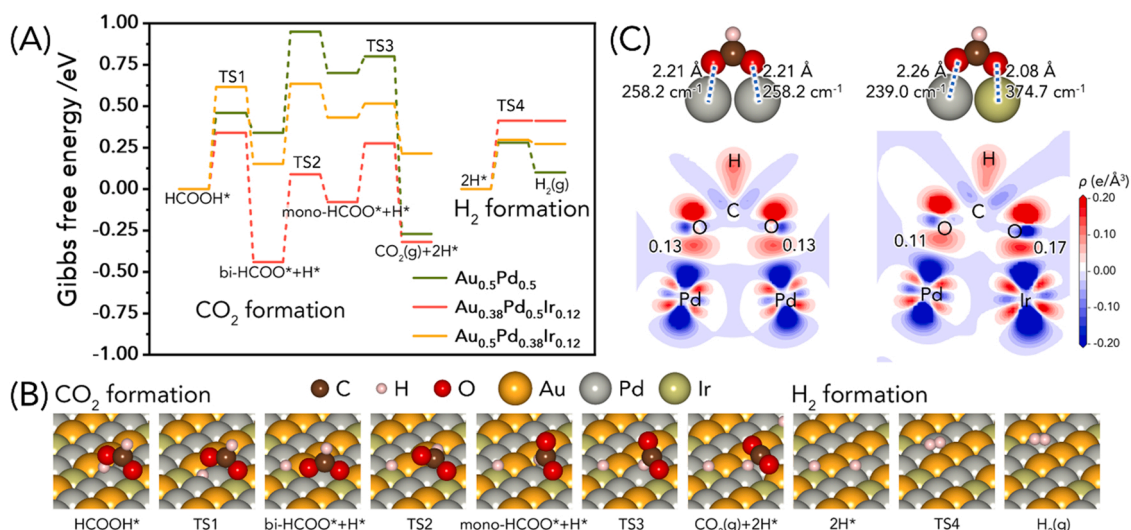 (A)
Gibbs free energy /eV
1.00
0.75
0.50
0.25
0.00
-0.25
-0.50
-0.75
-1.00
TS1
TS2
TS3
TS4
HCOOH*
bi-HCOO*+H*
mono-HCOO*+H*
CO₂(g)+2H*
2H*
H₂(g)
CO₂ formation
H₂ formation
Au₀.₅Pd₀.₅
Au₀.₃₈Pd₀.₅Ir₀.₁₂
Au₀.₅Pd₀.₃₈Ir₀.₁₂
(C)
2.21 Å 2.21 Å
258.2 cm⁻¹ 258.2 cm⁻¹
2.26 Å 2.08 Å
239.0 cm⁻¹ 374.7 cm⁻¹
H
C
O O
0.13 0.13
Pd Pd
H
C
O O
0.11 0.17
Pd Ir
ρ (e/Å³)
0.20
0.10
0.00
-0.10
-0.20
(B)
CO₂ formation
C H O Au Pd Ir
H₂ formation
HCOOH* TS1 bi-HCOO*+H* TS2 mono-HCOO*+H* TS3 CO₂(g)+2H* 2H* TS4 H₂(g)